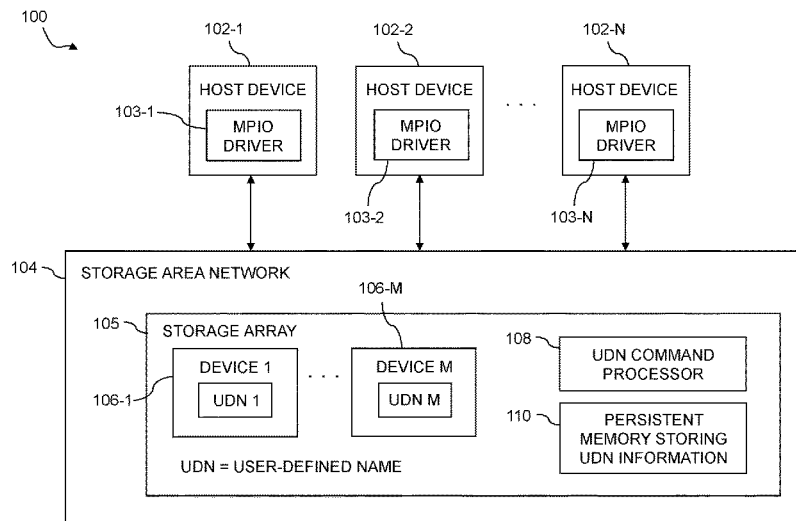 100
102-1
102-2
102-N
HOST DEVICE
HOST DEVICE
HOST DEVICE
103-1
MPIO
DRIVER
MPIO
DRIVER
MPIO
DRIVER
. . .
103-2
103-N
104
STORAGE AREA NETWORK
106-M
105
STORAGE ARRAY
108
DEVICE 1
DEVICE M
. . .
UDN COMMAND
PROCESSOR
106-1
UDN 1
UDN M
110
PERSISTENT
MEMORY STORING
UDN INFORMATION
UDN = USER-DEFINED NAME